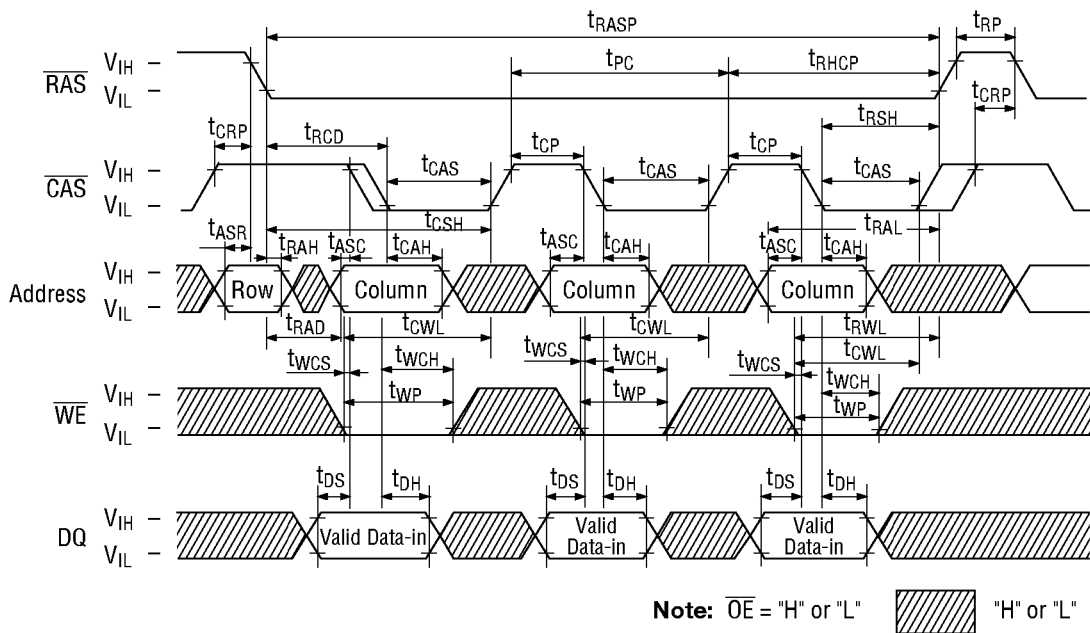 tRASP tRP
VIH
RAS
VIL
tPC tRHCP
tCRP
tRSH
tCRP tRCD tCP tCP
VIH
CAS
VIL
tCAS tCAS tCAS
tCSH tRAL
tASR tRAH tASC tCAH tASC tCAH tASC tCAH
VIH
Address
VIL
Row Column Column Column
tRAD tCWL tCWL tRWL
tCWL
tWCS tWCH tWCS tWCH tWCS tWCH
tWP tWP tWP
VIH
WE
VIL
tDS tDH tDS tDH tDS tDH
VIH
DQ
VIL
Valid Data-in
Valid
Data-in
Valid
Data-in
Note: OE = "H" or "L" "H" or "L"